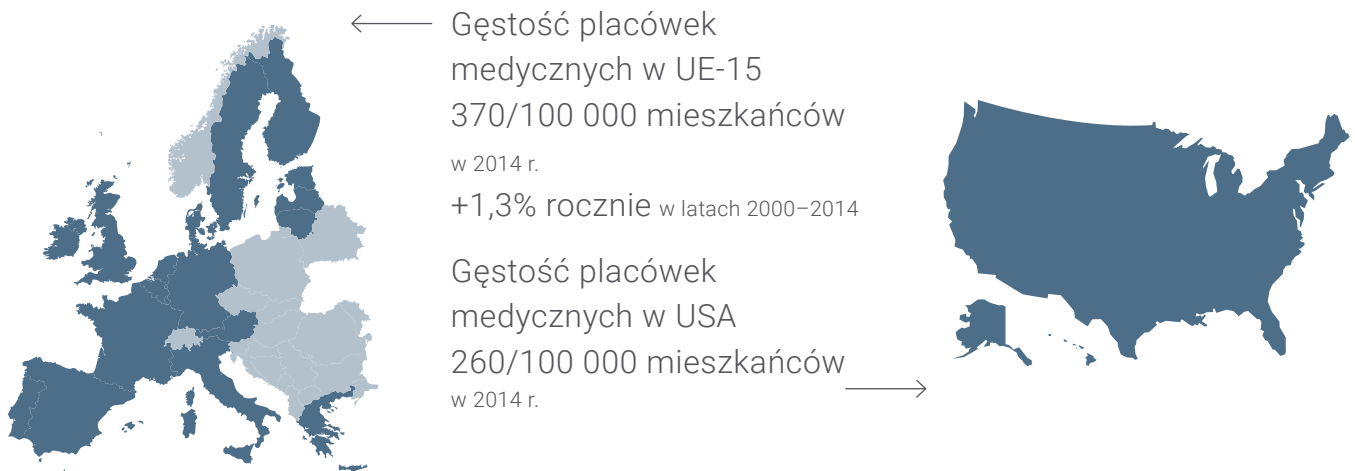 Gęstość placówek
medycznych w UE-15
370/100 000 mieszkańców
w 2014 r.
+1,3% rocznie w latach 2000–2014
Gęstość placówek
medycznych w USA
260/100 000 mieszkańców
w 2014 r.